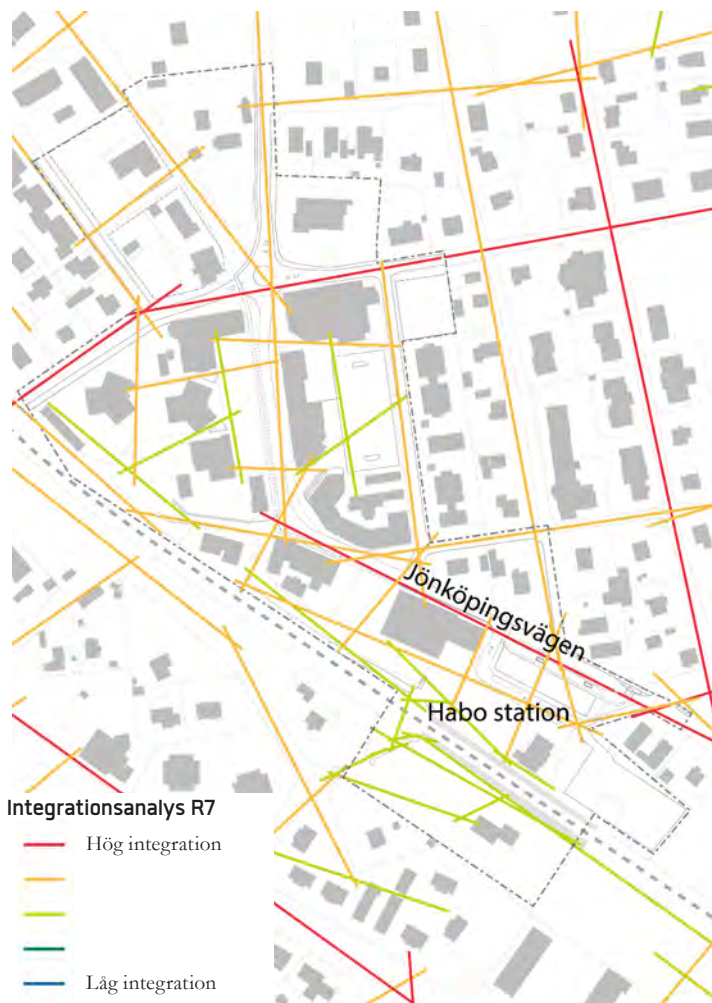 Jönköpingsvägen
Habo station
Integrationsanalys R7
Hög integration
Låg integration